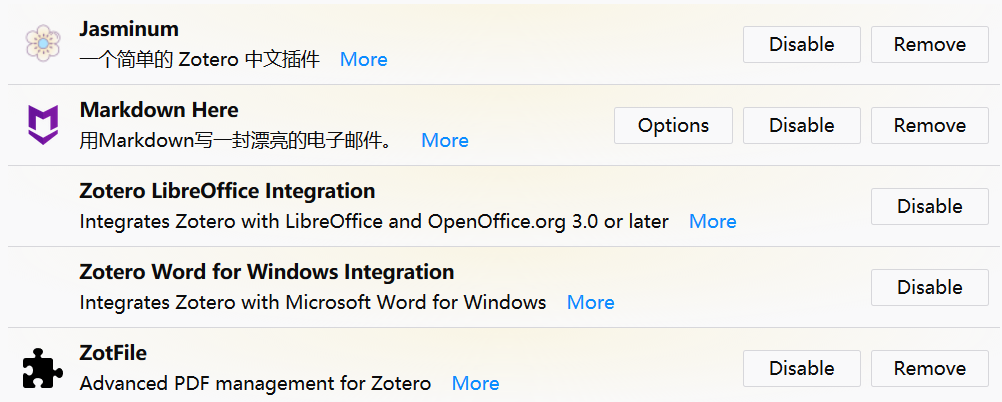 Jasminum
一个简单的 Zotero 中文插件 More
Disable Remove
Markdown Here
用Markdown写一封漂亮的电子邮件。 More
Options Disable Remove
Zotero LibreOffice Integration
Integrates Zotero with LibreOffice and OpenOffice.org 3.0 or later More
Disable
Zotero Word for Windows Integration
Integrates Zotero with Microsoft Word for Windows More
Disable
ZotFile
Advanced PDF management for Zotero More
Disable Remove